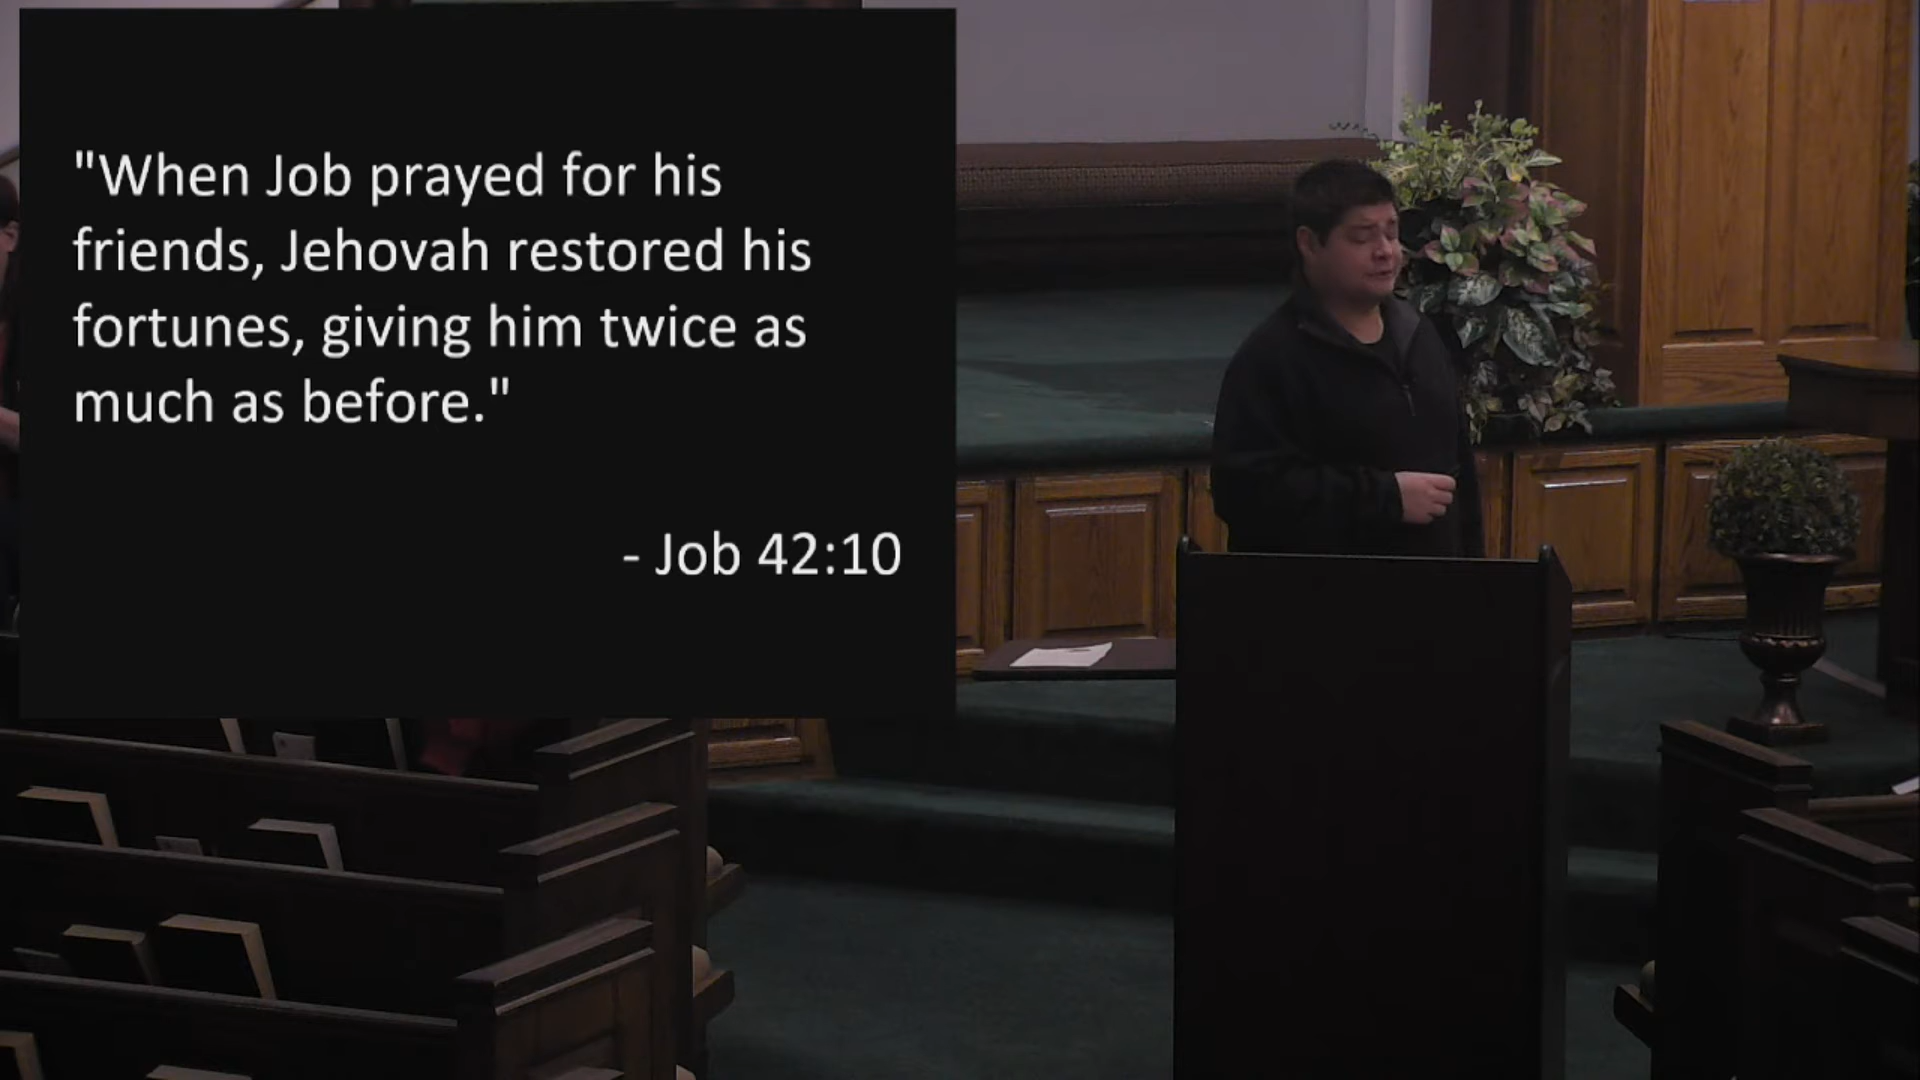 "When Job prayed for his
friends, Jehovah restored his
fortunes, giving him twice as
much as before."
- Job 42:10